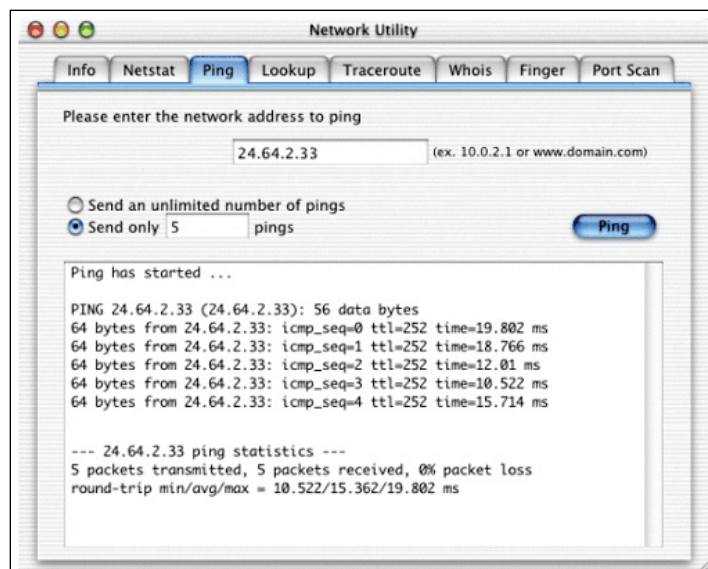 Network Utility
Info Netstat Ping Lookup Traceroute Whois Finger Port Scan
Please enter the network address to ping
24.64.2.33 (ex. 10.0.2.1 or www.domain.com)
Send an unlimited number of pings
Send only 5 pings Ping
Ping has started ...
PING 24.64.2.33 (24.64.2.33): 56 data bytes
64 bytes from 24.64.2.33: icmp_seq=0 ttl=252 time=19.802 ms
64 bytes from 24.64.2.33: icmp_seq=1 ttl=252 time=18.766 ms
64 bytes from 24.64.2.33: icmp_seq=2 ttl=252 time=12.01 ms
64 bytes from 24.64.2.33: icmp_seq=3 ttl=252 time=10.522 ms
64 bytes from 24.64.2.33: icmp_seq=4 ttl=252 time=15.714 ms
--- 24.64.2.33 ping statistics ---
5 packets transmitted, 5 packets received, 0% packet loss
round-trip min/avg/max = 10.522/15.362/19.802 ms